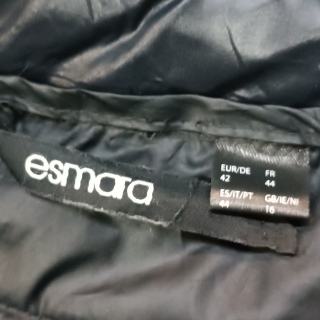 esmara
EUR/DE FR
42 44
ES/IT/PT GB/IE/NI
44 16